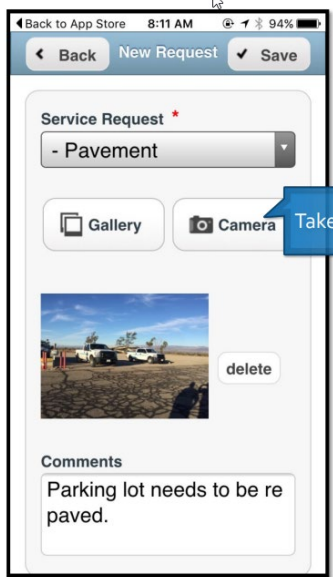 Back to App Store 8:11 AM 94%
Back New Request Save
Service Request *
- Pavement
Gallery Camera Take
delete
Comments
Parking lot needs to be re
paved.